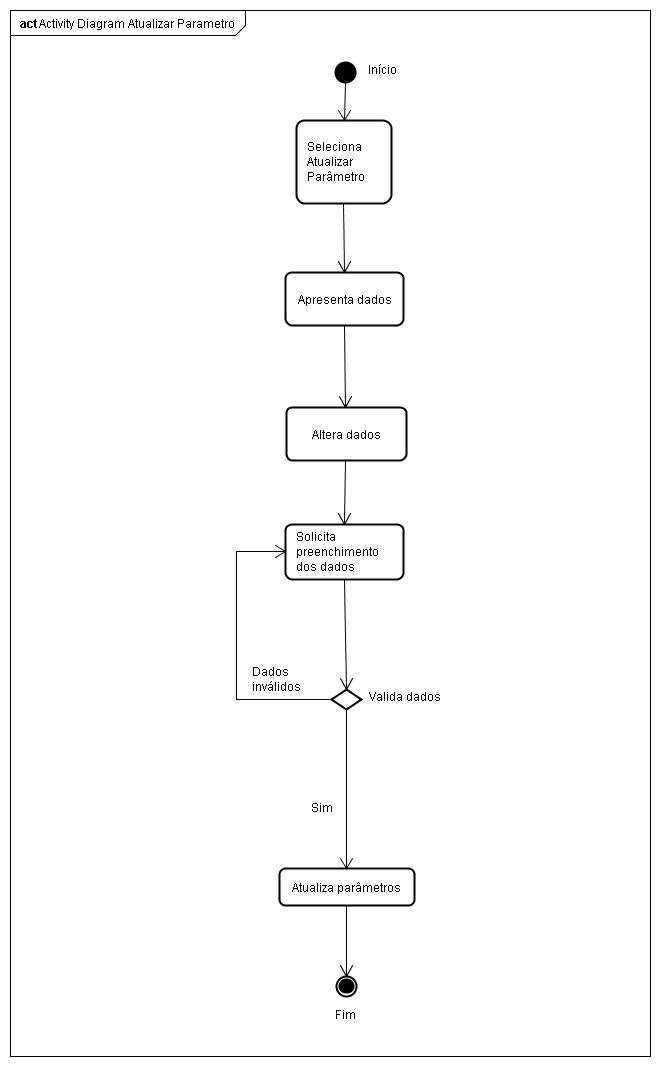 act Activity Diagram Atualizar Parametro
Início
Seleciona
Atualizar
Parâmetro
Apresenta dados
Altera dados
Solicita
preenchimento
dos dados
Dados
inválidos
Valida dados
Sim
Atualiza parâmetros
Fim